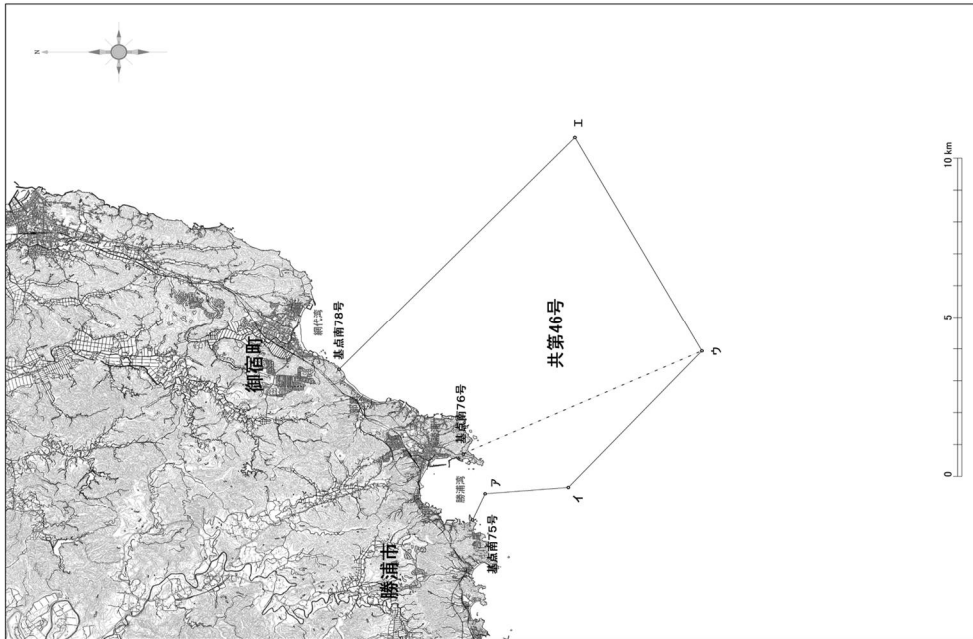 N
御宿町
網代湾
基点南78号
エ
共第46号
基点南76号
勝浦湾
ア
イ
ウ
勝浦市
基点南75号
0
5
10 km